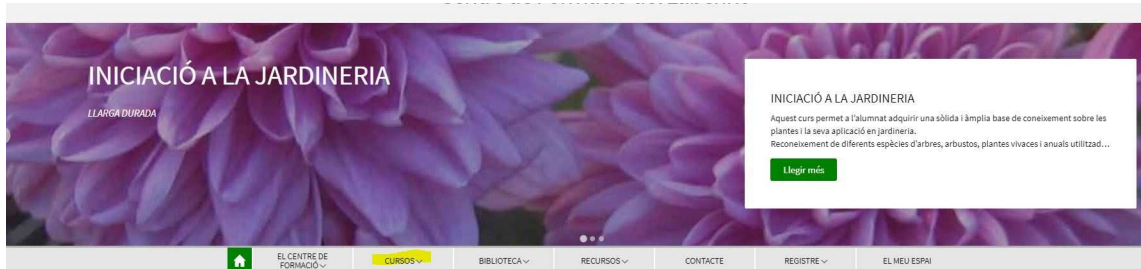 INICIACIÓ A LA JARDINERIA
LLARGA DURADA
INICIACIÓ A LA JARDINERIA
Aquest curs permet a l'alumnat adquirir una sòlida i àmplia base de coneixement sobre les
plantes i la seva aplicació en jardineria.
Reconeixement de diferents espècies d'arbres, arbustos, plantes vivaces i anuals utilitzad...
Llegir més
EL CENTRE DE
FORMACIÓ
CURSOS
BIBLIOTECA
RECURSOS
CONTACTE
REGISTRE
EL MEU ESPAI